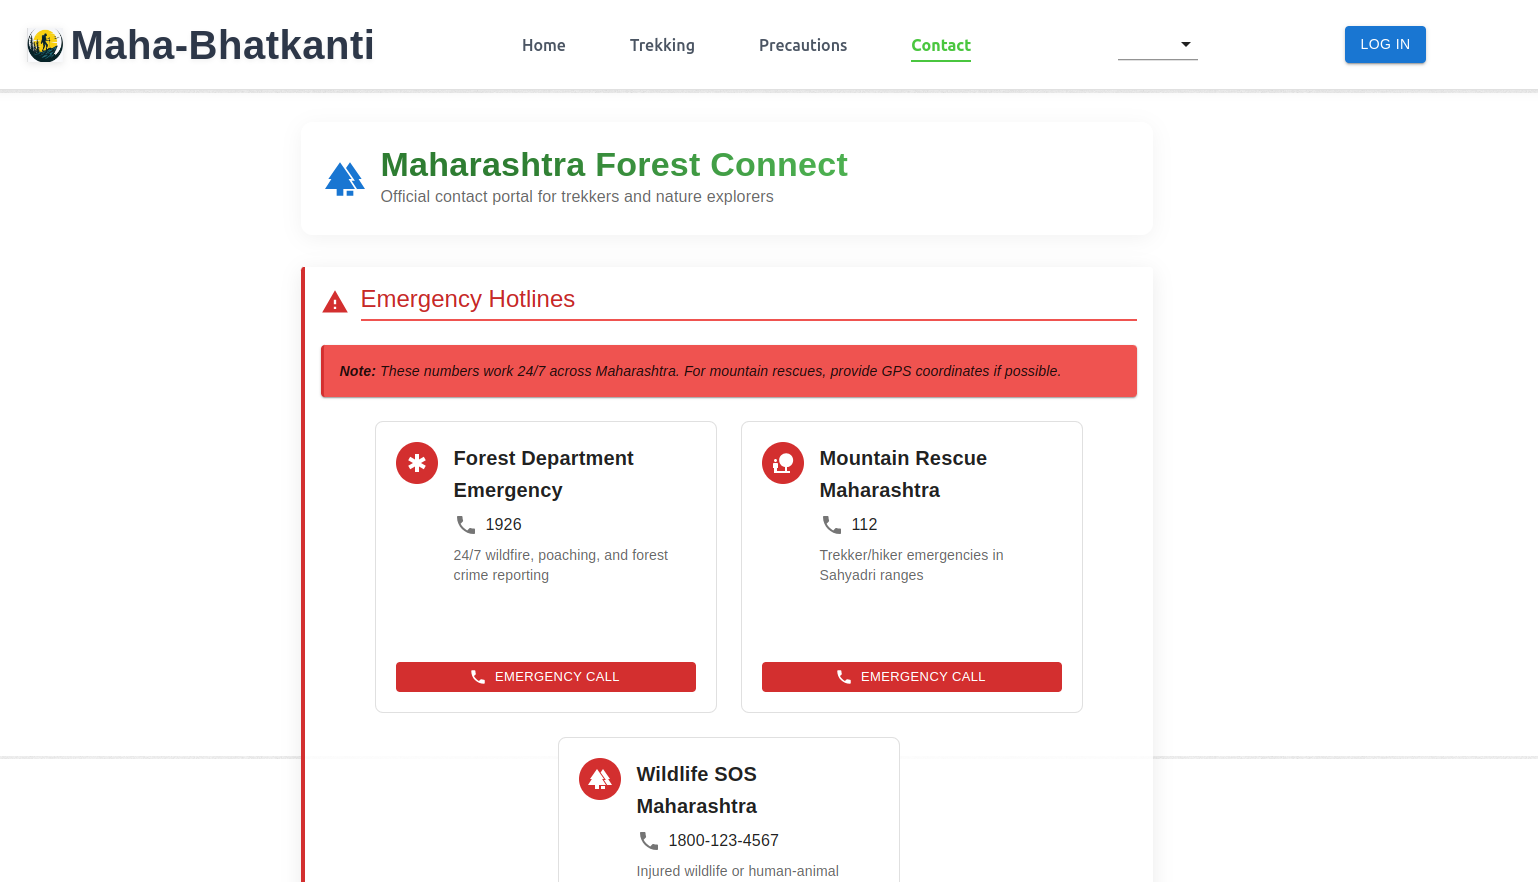 Maha-Bhatkanti
Home
Trekking
Precautions
Contact
LOG IN
Maharashtra Forest Connect
Official contact portal for trekkers and nature explorers
Emergency Hotlines
Note: These numbers work 24/7 across Maharashtra. For mountain rescues, provide GPS coordinates if possible.
Forest Department
Emergency
1926
24/7 wildfire, poaching, and forest
crime reporting
EMERGENCY CALL
Mountain Rescue
Maharashtra
112
Trekker/hiker emergencies in
Sahyadri ranges
EMERGENCY CALL
Wildlife SOS
Maharashtra
1800-123-4567
Injured wildlife or human-animal